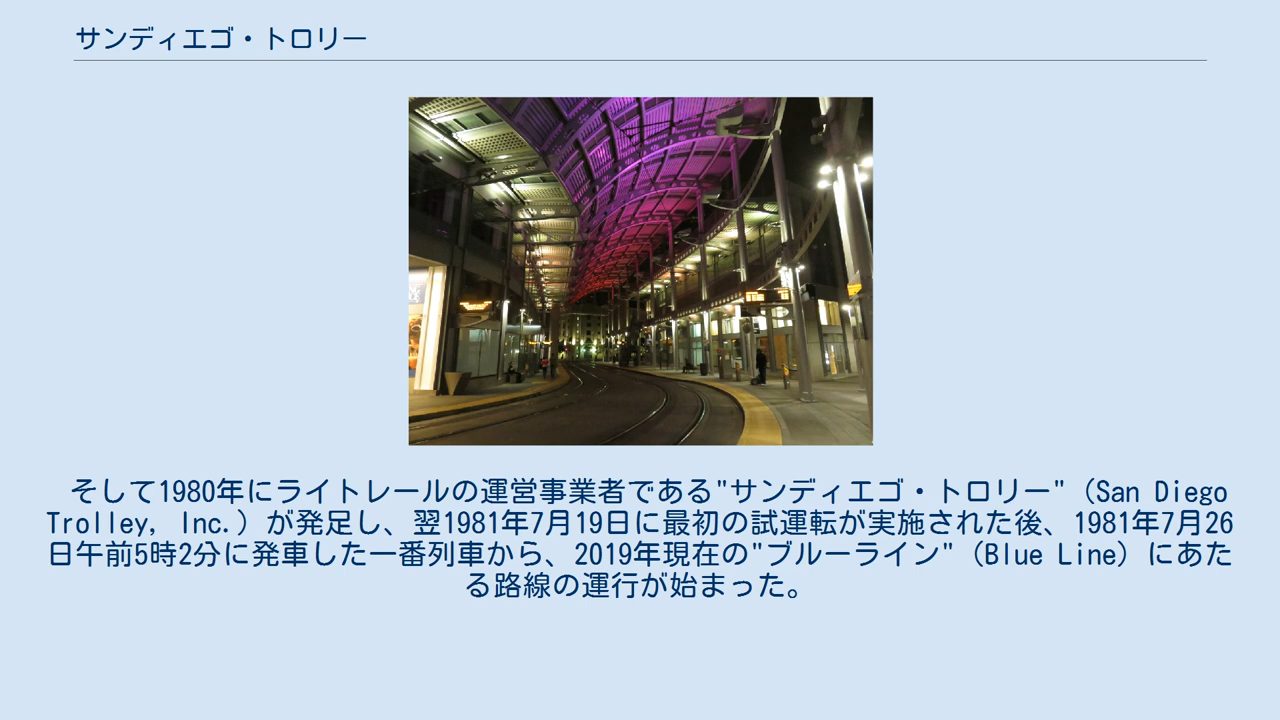 サンディエゴ・トロリー
そして1980年にライトレールの運営事業者である"サンディエゴ・トロリー"（San Diego
Trolley, Inc.）が発足し、翌1981年7月19日に最初の試運転が実施された後、1981年7月26
日午前5時2分に発車した一番列車から、2019年現在の"ブルーライン"（Blue Line）にあた
る路線の運行が始まった。